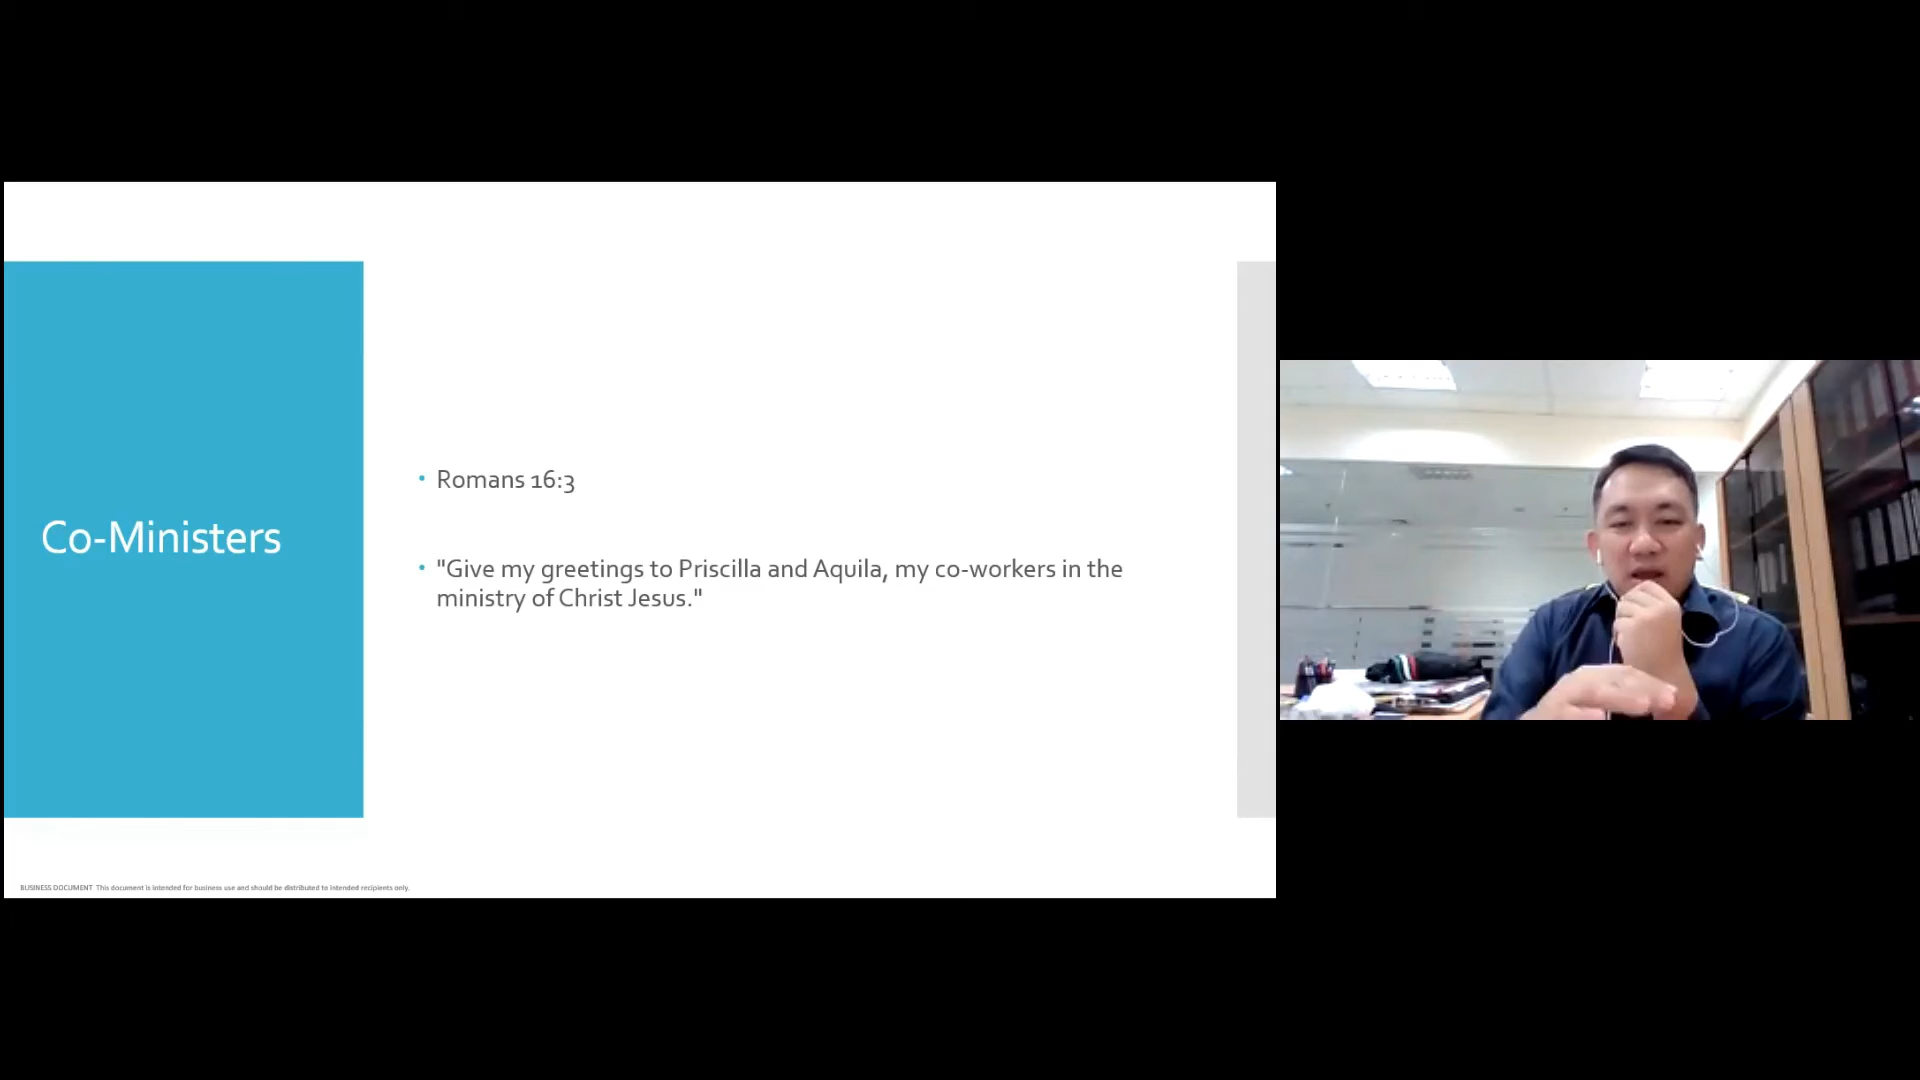 Co-Ministers
• Romans 16:3
• "Give my greetings to Priscilla and Aquila, my co-workers in the
ministry of Christ Jesus."
BUSINESS DOCUMENT This document is intended for business use and should be distributed to intended recipients only.